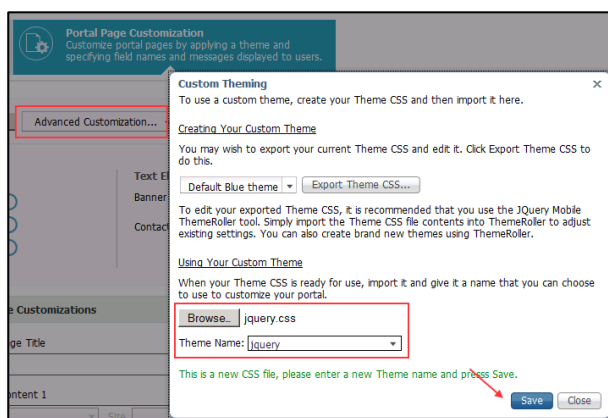 Portal Page Customization
Customize portal pages by applying a theme and
specifying field names and messages displayed to users.
Custom Theming
To use a custom theme, create your Theme CSS and then import it here.
Advanced Customization...
Creating Your Custom Theme
You may wish to export your current Theme CSS and edit it. Click Export Theme CSS to
do this.
Text El
Default Blue theme Export Theme CSS...
Banner
To edit your exported Theme CSS, it is recommended that you use the JQuery Mobile
ThemeRoller tool. Simply import the Theme CSS file contents into ThemeRoller to adjust
existing settings. You can also create brand new themes using ThemeRoller.
Contact
Using Your Custom Theme
When your Theme CSS is ready for use, import it and give it a name that you can choose
to use to customize your portal.
e Customizations
Browse... jquery.css
age Title
Theme Name: jquery
This is a new CSS file, please enter a new Theme name and presss Save.
ontent 1
Save Close
Site